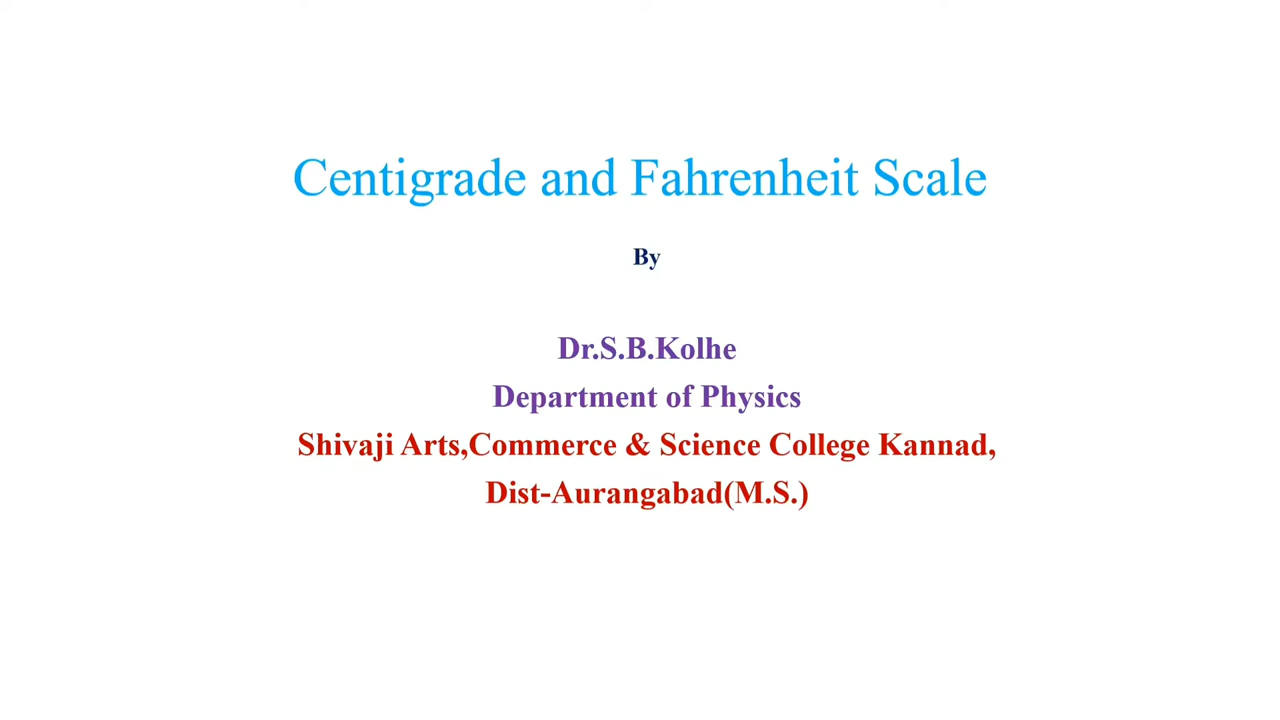 Centigrade and Fahrenheit Scale
By
Dr.S.B.Kolhe
Department of Physics
Shivaji Arts,Commerce & Science College Kannad,
Dist-Aurangabad(M.S.)